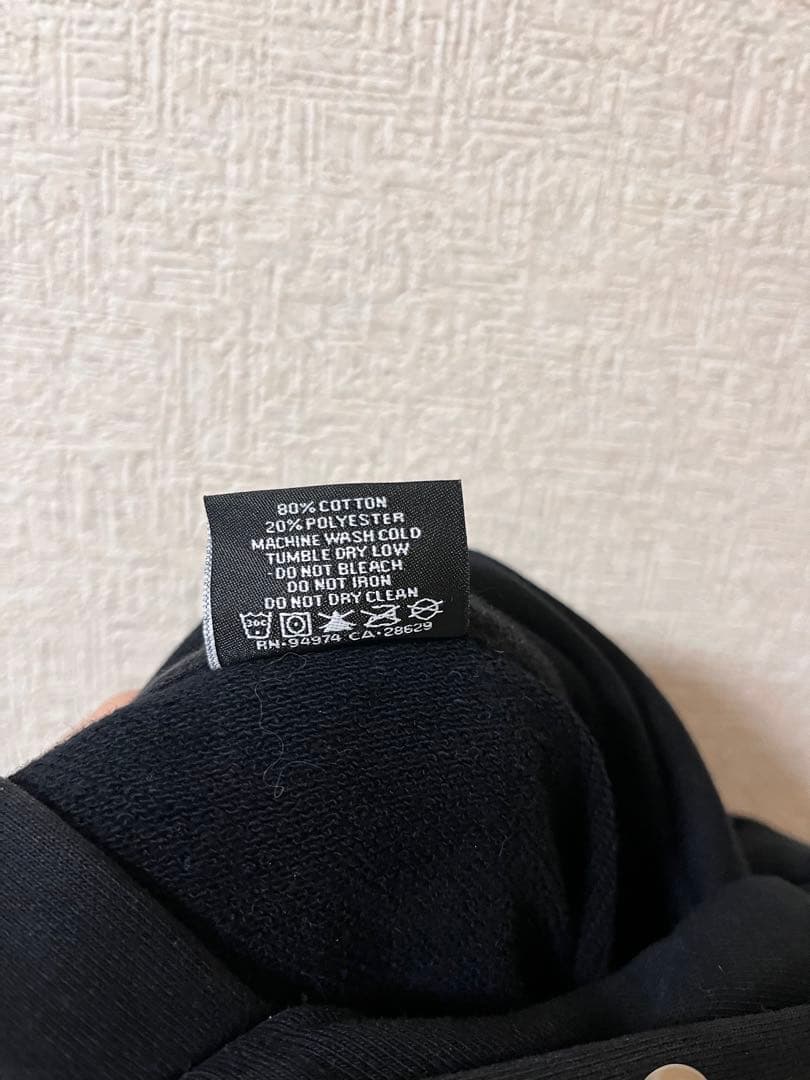 80% COTTON
20% POLYESTER
MACHINE WASH COLD
TUMBLE DRY LOW
-DO NOT BLEACH
DO NOT IRON
DO NOT DRY CLEAN
30C
RN-94974 CA-28629